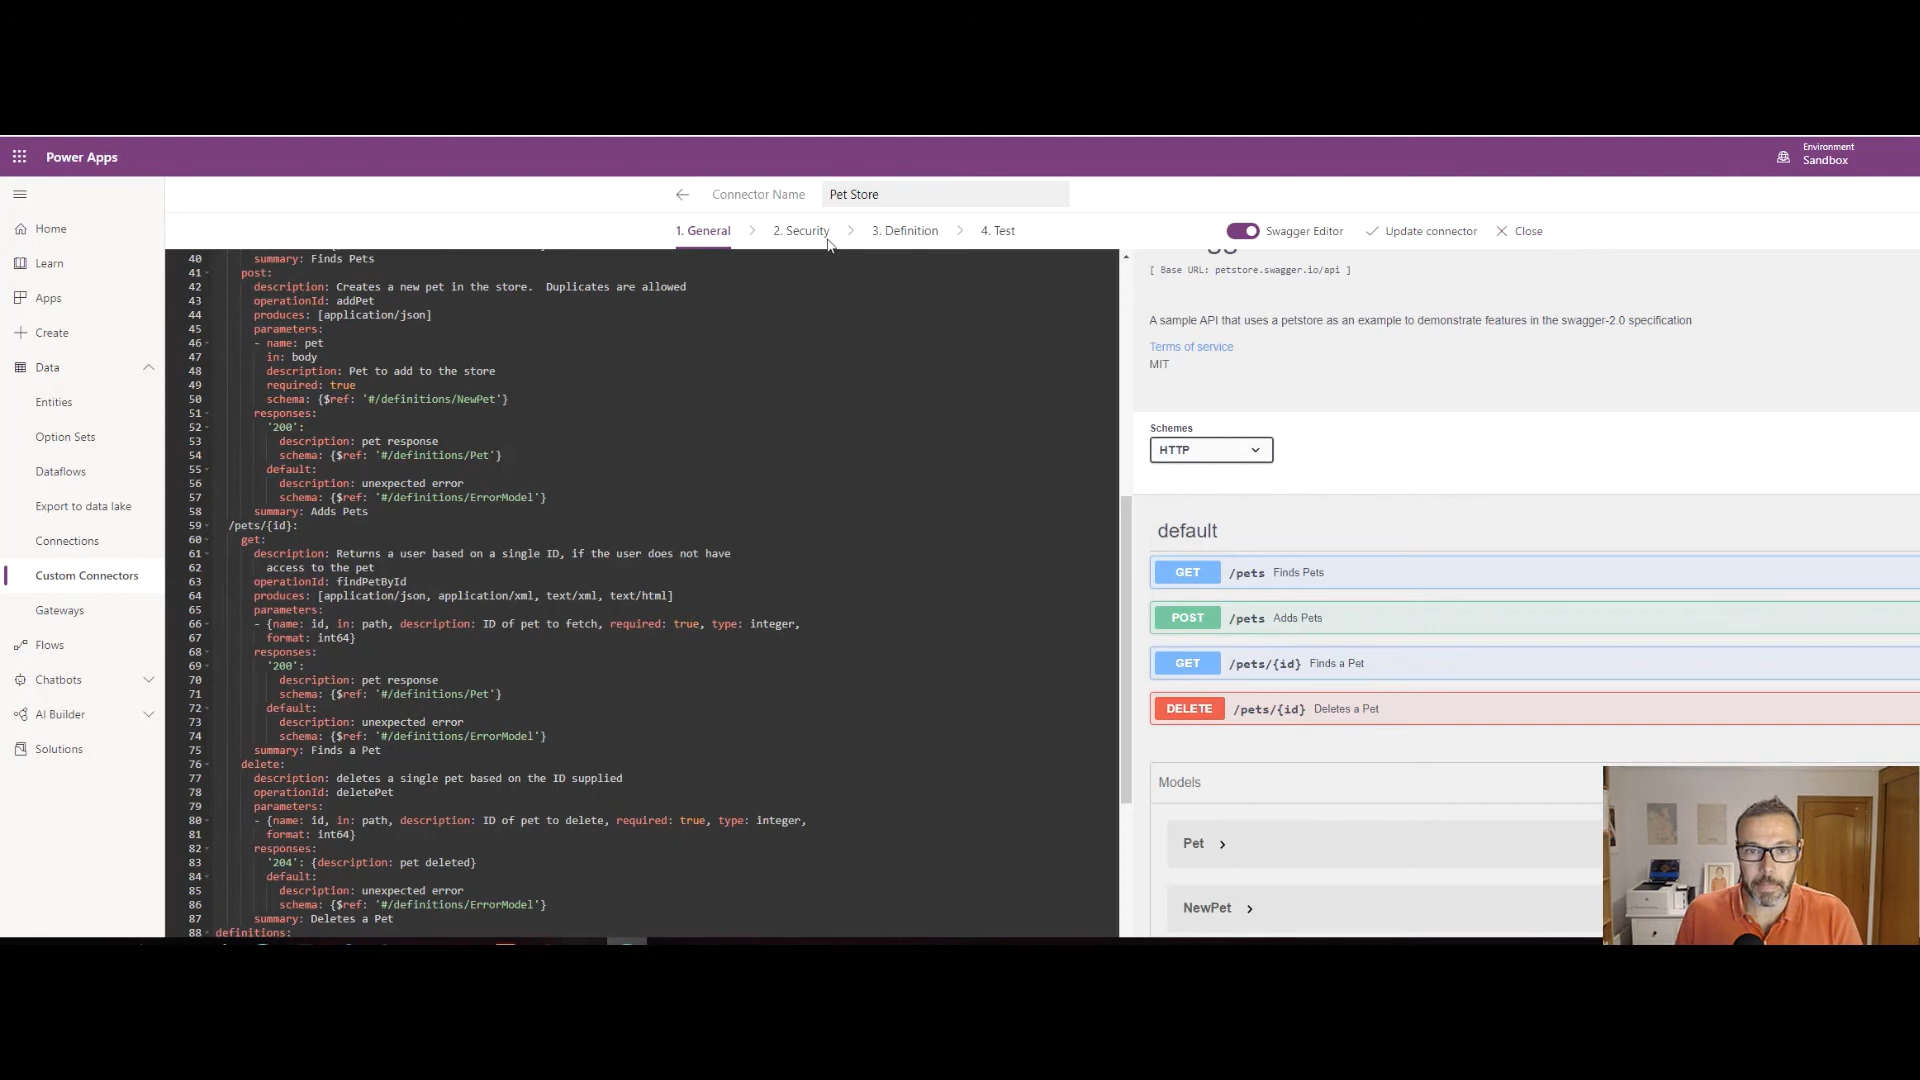 Power Apps
Environment
Sandbox
Connector Name
Pet Store
1. General
2. Security
3. Definition
4. Test
Swagger Editor
Update connector
Close
Home
Learn
Apps
Create
Data
Entities
Option Sets
Dataflows
Export to data lake
Connections
Custom Connectors
Gateways
Flows
Chatbots
AI Builder
Solutions
40 summary: Finds Pets
41 post:
42 description: Creates a new pet in the store.  Duplicates are allowed
43 operationId: addPet
44 produces: [application/json]
45 parameters:
46 - name: pet
47 in: body
48 description: Pet to add to the store
49 required: true
50 schema: {$ref: '#/definitions/NewPet'}
51 responses:
52 '200':
53 description: pet response
54 schema: {$ref: '#/definitions/Pet'}
55 default:
56 description: unexpected error
57 schema: {$ref: '#/definitions/ErrorModel'}
58 summary: Adds Pets
59 /pets/{id}:
60 get:
61 description: Returns a user based on a single ID, if the user does not have
62 access to the pet
63 operationId: findPetById
64 produces: [application/json, application/xml, text/xml, text/html]
65 parameters:
66 - {name: id, in: path, description: ID of pet to fetch, required: true, type: integer,
67 format: int64}
68 responses:
69 '200':
70 description: pet response
71 schema: {$ref: '#/definitions/Pet'}
72 default:
73 description: unexpected error
74 schema: {$ref: '#/definitions/ErrorModel'}
75 summary: Finds a Pet
76 delete:
77 description: deletes a single pet based on the ID supplied
78 operationId: deletePet
79 parameters:
80 - {name: id, in: path, description: ID of pet to delete, required: true, type: integer,
81 format: int64}
82 responses:
83 '204': {description: pet deleted}
84 default:
85 description: unexpected error
86 schema: {$ref: '#/definitions/ErrorModel'}
87 summary: Deletes a Pet
88 definitions:
[ Base URL: petstore.swagger.io/api ]
A sample API that uses a petstore as an example to demonstrate features in the swagger-2.0 specification
Terms of service
MIT
Schemes
HTTP
default
GET /pets Finds Pets
POST /pets Adds Pets
GET /pets/{id} Finds a Pet
DELETE /pets/{id} Deletes a Pet
Models
Pet
NewPet